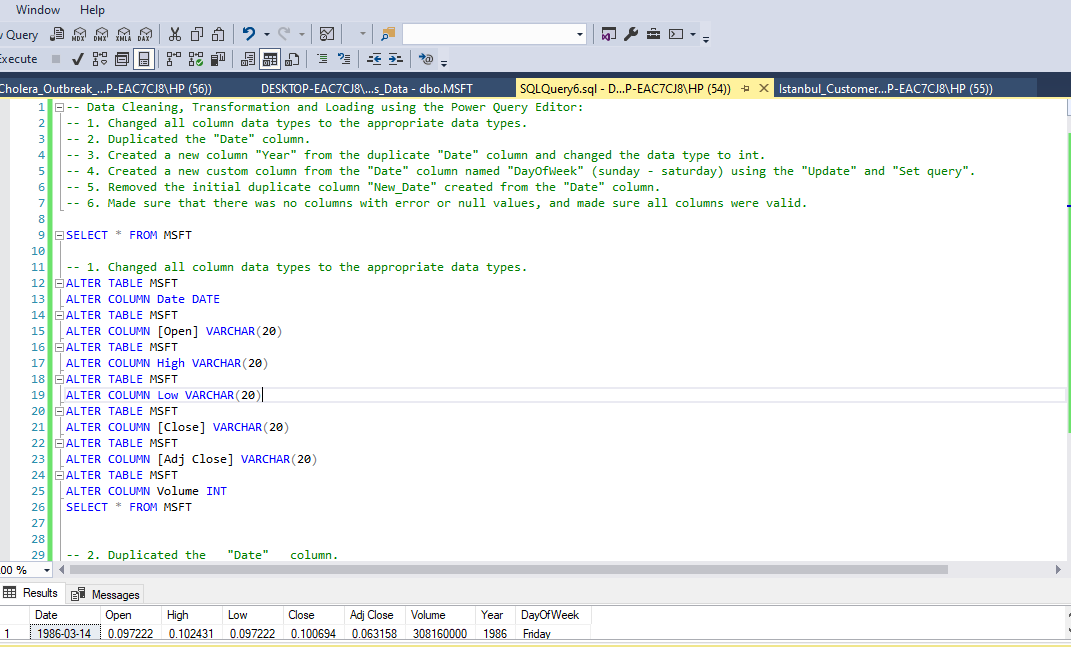 Window Help
Query MDX DMX XMLA DAX
Execute
Cholera_Outbreak_...P-EAC7CJ8\HP (56)) DESKTOP-EAC7CJ8\...s_Data - dbo.MSFT SQLQuery6.sql - D...P-EAC7CJ8\HP (54)) Istanbul_Customer...P-EAC7CJ8\HP (55))
1 -- Data Cleaning, Transformation and Loading using the Power Query Editor:
2 -- 1. Changed all column data types to the appropriate data types.
3 -- 2. Duplicated the "Date" column.
4 -- 3. Created a new column "Year" from the duplicate "Date" column and changed the data type to int.
5 -- 4. Created a new custom column from the "Date" column named "DayOfWeek" (sunday - saturday) using the "Update" and "Set query".
6 -- 5. Removed the initial duplicate column "New_Date" created from the "Date" column.
7 -- 6. Made sure that there was no columns with error or null values, and made sure all columns were valid.
8
9 SELECT * FROM MSFT
10
11 -- 1. Changed all column data types to the appropriate data types.
12 ALTER TABLE MSFT
13 ALTER COLUMN Date DATE
14 ALTER TABLE MSFT
15 ALTER COLUMN [Open] VARCHAR(20)
16 ALTER TABLE MSFT
17 ALTER COLUMN High VARCHAR(20)
18 ALTER TABLE MSFT
19 ALTER COLUMN Low VARCHAR(20)
20 ALTER TABLE MSFT
21 ALTER COLUMN [Close] VARCHAR(20)
22 ALTER TABLE MSFT
23 ALTER COLUMN [Adj Close] VARCHAR(20)
24 ALTER TABLE MSFT
25 ALTER COLUMN Volume INT
26 SELECT * FROM MSFT
27
28
29 -- 2. Duplicated the "Date" column.
00 %
Results Messages
Date Open High Low Close Adj Close Volume Year DayOfWeek
1 1986-03-14 0.097222 0.102431 0.097222 0.100694 0.063158 308160000 1986 Friday